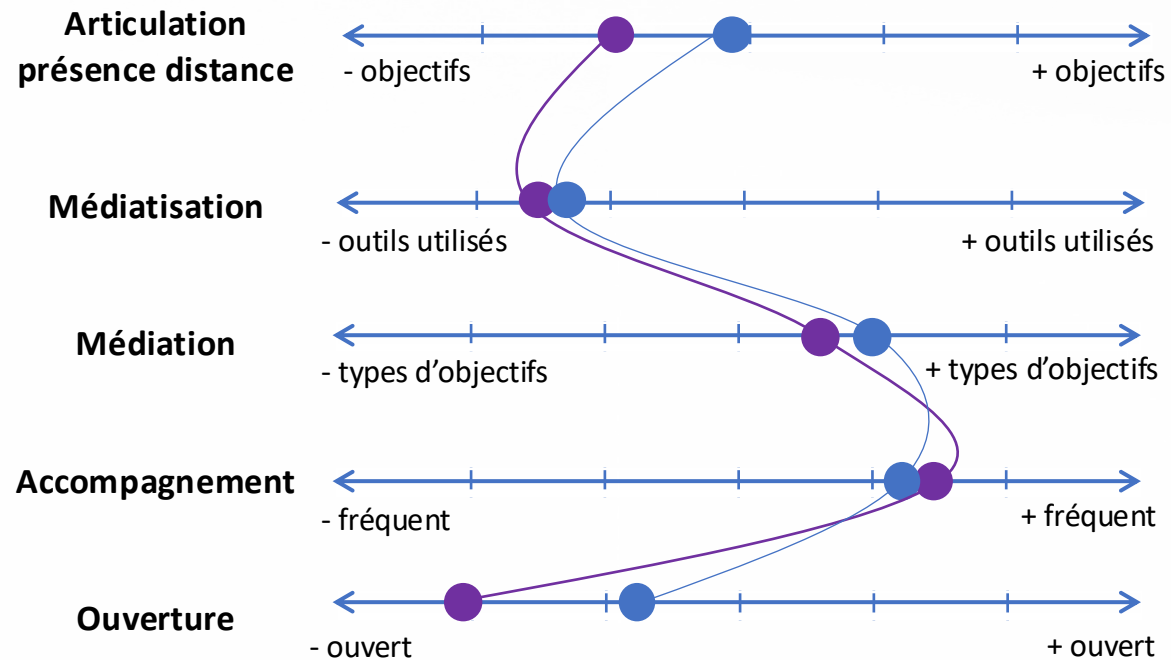 Articulation
présence distance
- objectifs
+ objectifs
Médiatisation
- outils utilisés
+ outils utilisés
Médiation
- types d’objectifs
+ types d’objectifs
Accompagnement
- fréquent
+ fréquent
Ouverture
- ouvert
+ ouvert